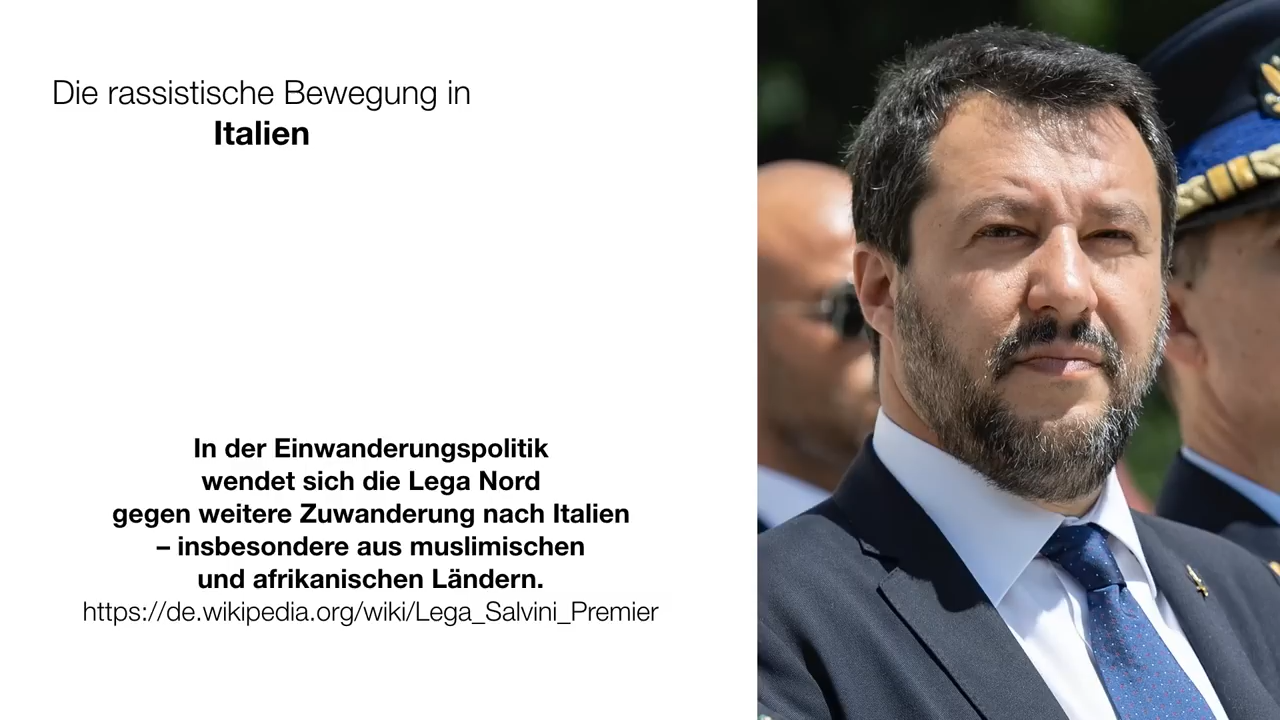 Die rassistische Bewegung in
Italien
In der Einwanderungspolitik
wendet sich die Lega Nord
gegen weitere Zuwanderung nach Italien
– insbesondere aus muslimischen
und afrikanischen Ländern.
https://de.wikipedia.org/wiki/Lega_Salvini_Premier